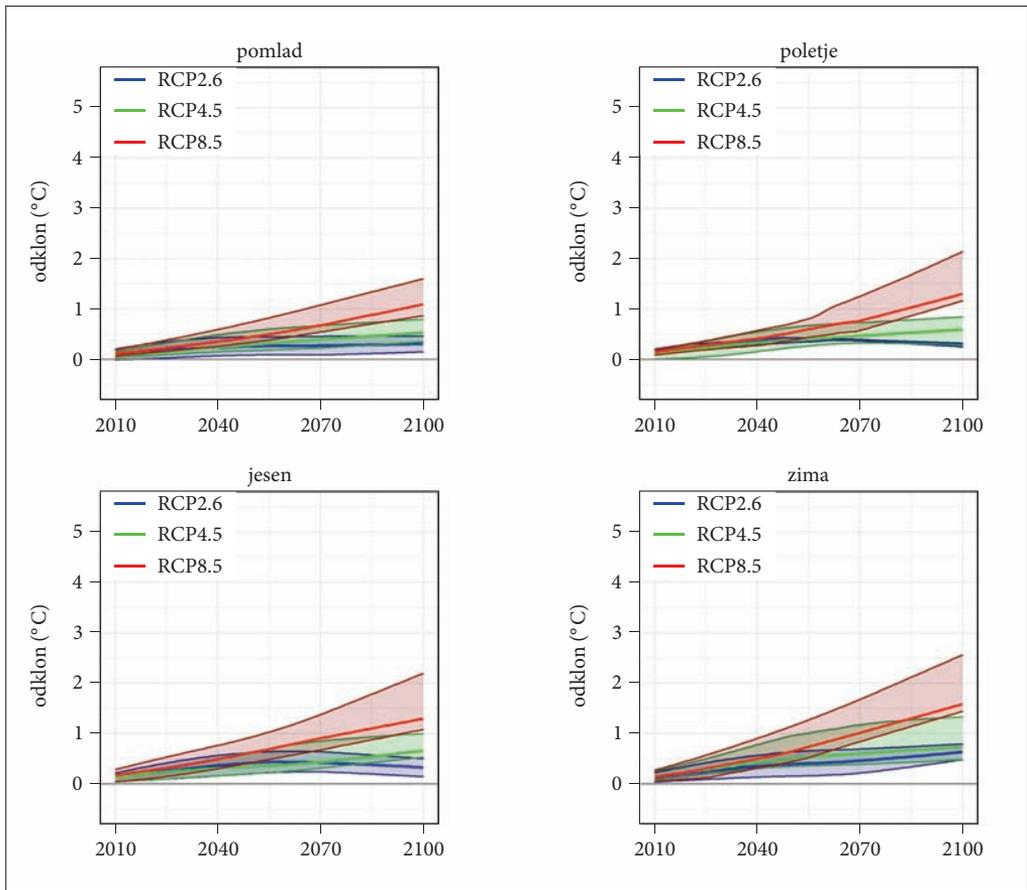 pomlad
RCP2.6
RCP4.5
RCP8.5
odklon (°C)
5
4
3
2
1
0
2010 2040 2070 2100
poletje
RCP2.6
RCP4.5
RCP8.5
odklon (°C)
5
4
3
2
1
0
2010 2040 2070 2100
jesen
RCP2.6
RCP4.5
RCP8.5
odklon (°C)
5
4
3
2
1
0
2010 2040 2070 2100
zima
RCP2.6
RCP4.5
RCP8.5
odklon (°C)
5
4
3
2
1
0
2010 2040 2070 2100